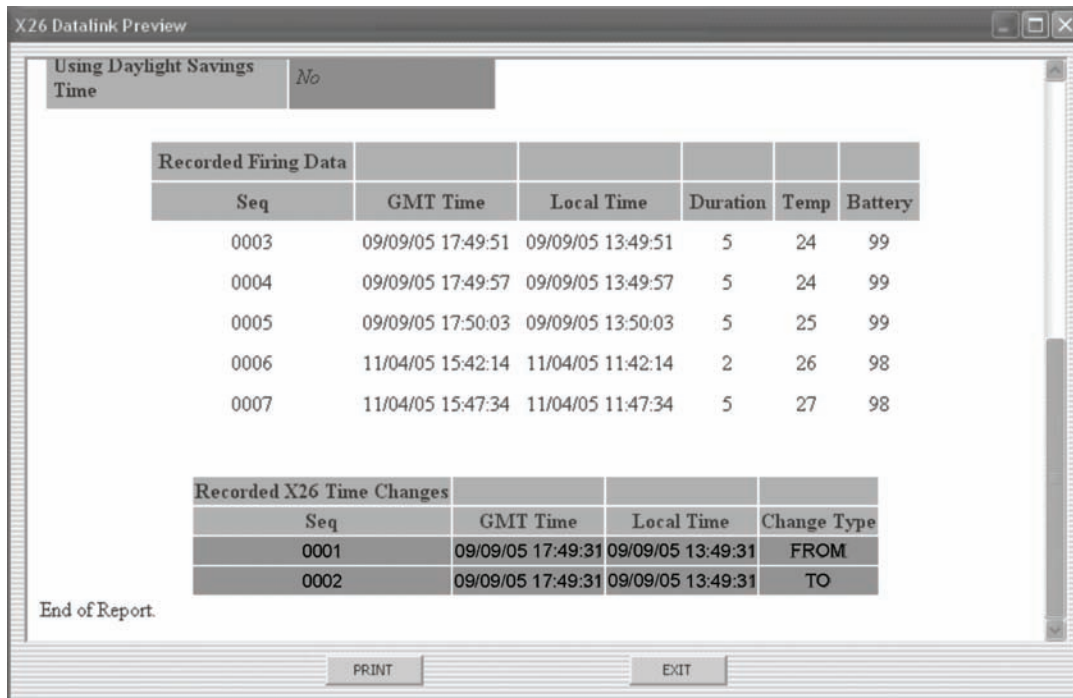 X26 Datalink Preview
Using Daylight Savings
Time
No
Recorded Firing Data
Seq GMT Time Local Time Duration Temp Battery
0003 09/09/05 17:49:51 09/09/05 13:49:51 5 24 99
0004 09/09/05 17:49:57 09/09/05 13:49:57 5 24 99
0005 09/09/05 17:50:03 09/09/05 13:50:03 5 25 99
0006 11/04/05 15:42:14 11/04/05 11:42:14 2 26 98
0007 11/04/05 15:47:34 11/04/05 11:47:34 5 27 98
Recorded X26 Time Changes
Seq GMT Time Local Time Change Type
0001 09/09/05 17:49:31 09/09/05 13:49:31 FROM
0002 09/09/05 17:49:31 09/09/05 13:49:31 TO
End of Report.
PRINT EXIT